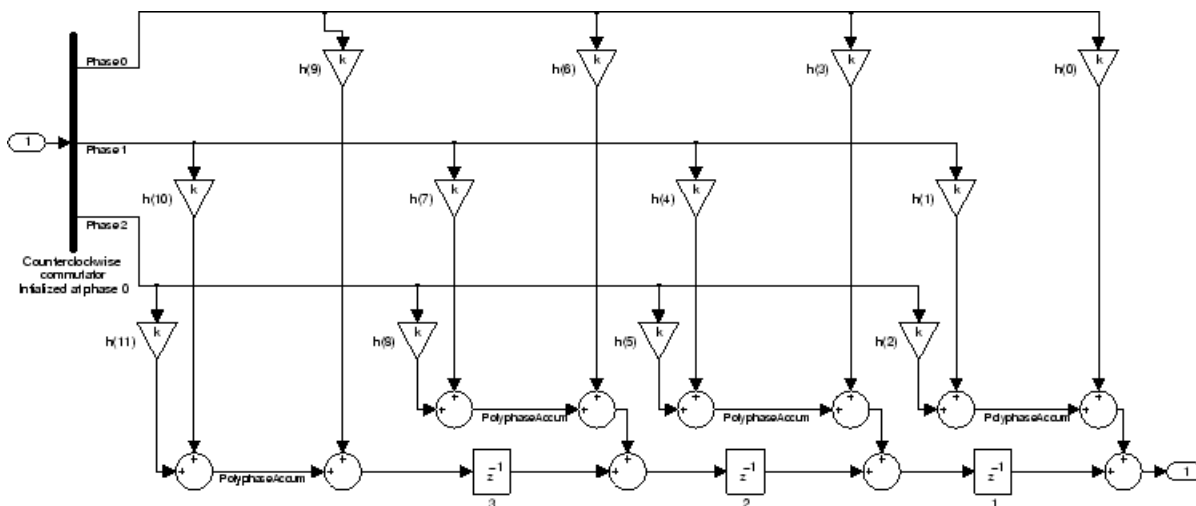 Phase 0
k
k
k
k
h(9)
h(6)
h(3)
h(0)
1
Phase 1
k
k
k
k
h(10)
h(7)
h(4)
h(1)
Phase 2
Counterclockwise
commutator
Initialized at phase 0
k
k
k
k
h(11)
h(8)
h(5)
h(2)
+
+
+
+
+
+
+
+
+
PolyphaseAccum
PolyphaseAccum
PolyphaseAccum
+
+
+
+
+
+
+
PolyphaseAccum
z-1
+
z-1
+
z-1
+
1
3
2
1